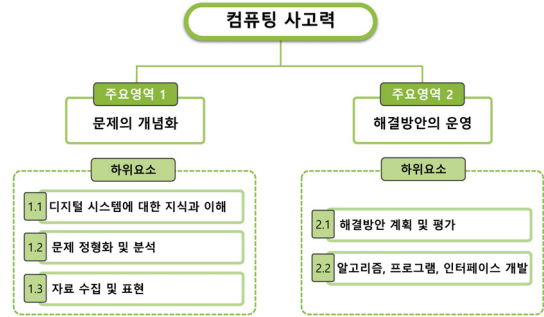 컴퓨팅 사고력
주요영역 1
문제의 개념화
하위요소
1.1 디지털 시스템에 대한 지식과 이해
1.2 문제 정형화 및 분석
1.3 자료 수집 및 표현
주요영역 2
해결방안의 운영
하위요소
2.1 해결방안 계획 및 평가
2.2 알고리즘, 프로그램, 인터페이스 개발